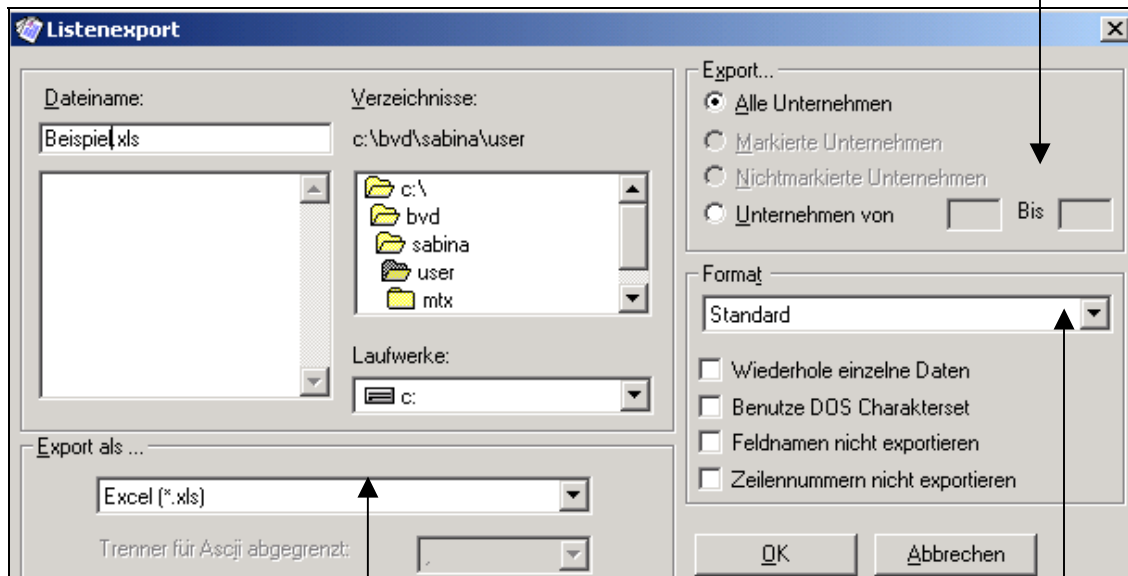 Listenexport
Dateiname:
Beispiel.xls
Verzeichnisse:
c:\bvd\sabina\user
c:\
bvd
sabina
user
mtx
Laufwerke:
c:
Export als ...
Excel (*.xls)
Trenner für Ascii abgegrenzt:
,
Export...
Alle Unternehmen
Markierte Unternehmen
Nichtmarkierte Unternehmen
Unternehmen von Bis
Format
Standard
Wiederhole einzelne Daten
Benutze DOS Charakterset
Feldnamen nicht exportieren
Zeilennummern nicht exportieren
OK Abbrechen